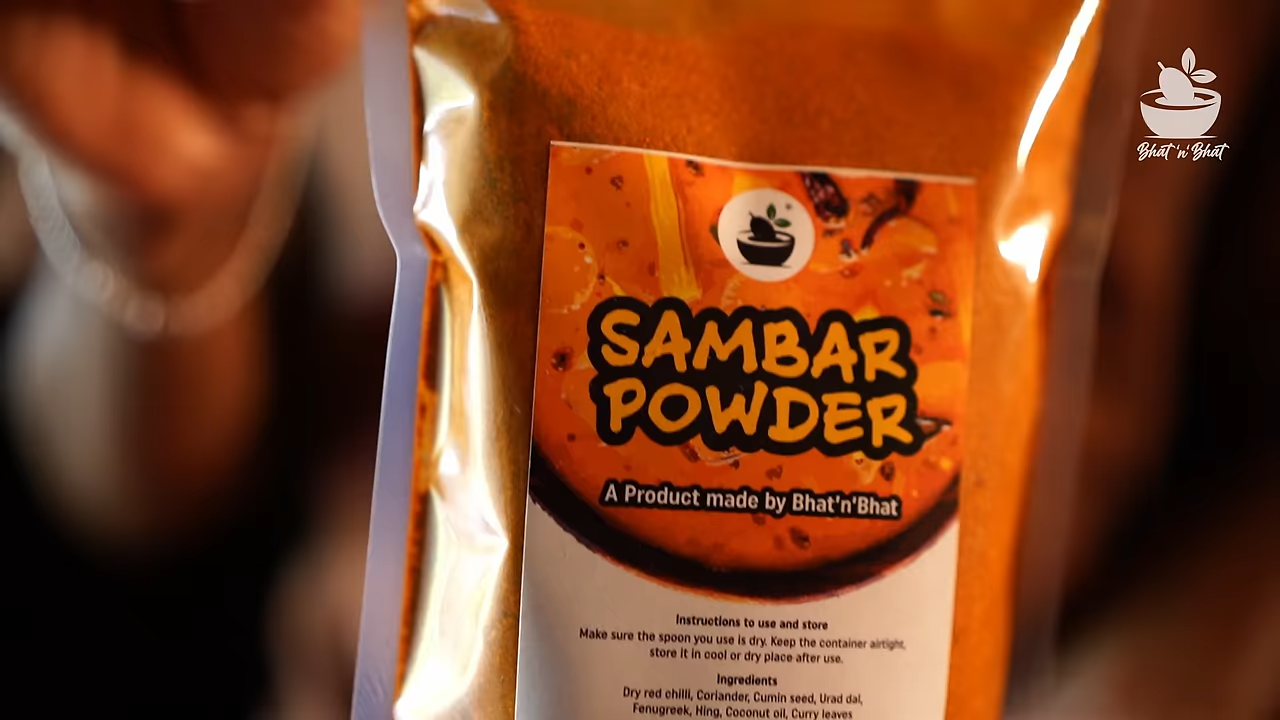 Bhat 'n' Bhat
SAMBAR
POWDER
A Product made by Bhat'n'Bhat
Instructions to use and store
Make sure the spoon you use is dry. Keep the container airtight,
store it in cool or dry place after use.
Ingredients
Dry red chilli, Coriander, Cumin seed, Urad dal,
Fenugreek, Hing, Coconut oil, Curry leaves